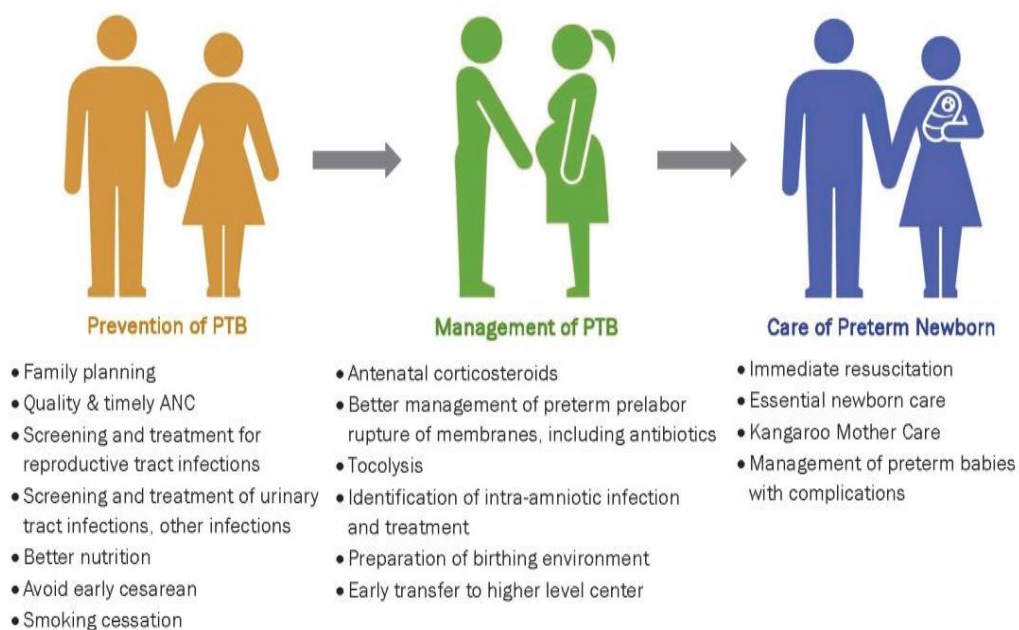 Prevention of PTB
• Family planning
• Quality & timely ANC
• Screening and treatment for
reproductive tract infections
• Screening and treatment of urinary
tract infections, other infections
• Better nutrition
• Avoid early cesarean
• Smoking cessation
Management of PTB
• Antenatal corticosteroids
• Better management of preterm prelabor
rupture of membranes, including antibiotics
• Tocolysis
• Identification of intra-amniotic infection
and treatment
• Preparation of birthing environment
• Early transfer to higher level center
Care of Preterm Newborn
• Immediate resuscitation
• Essential newborn care
• Kangaroo Mother Care
• Management of preterm babies
with complications